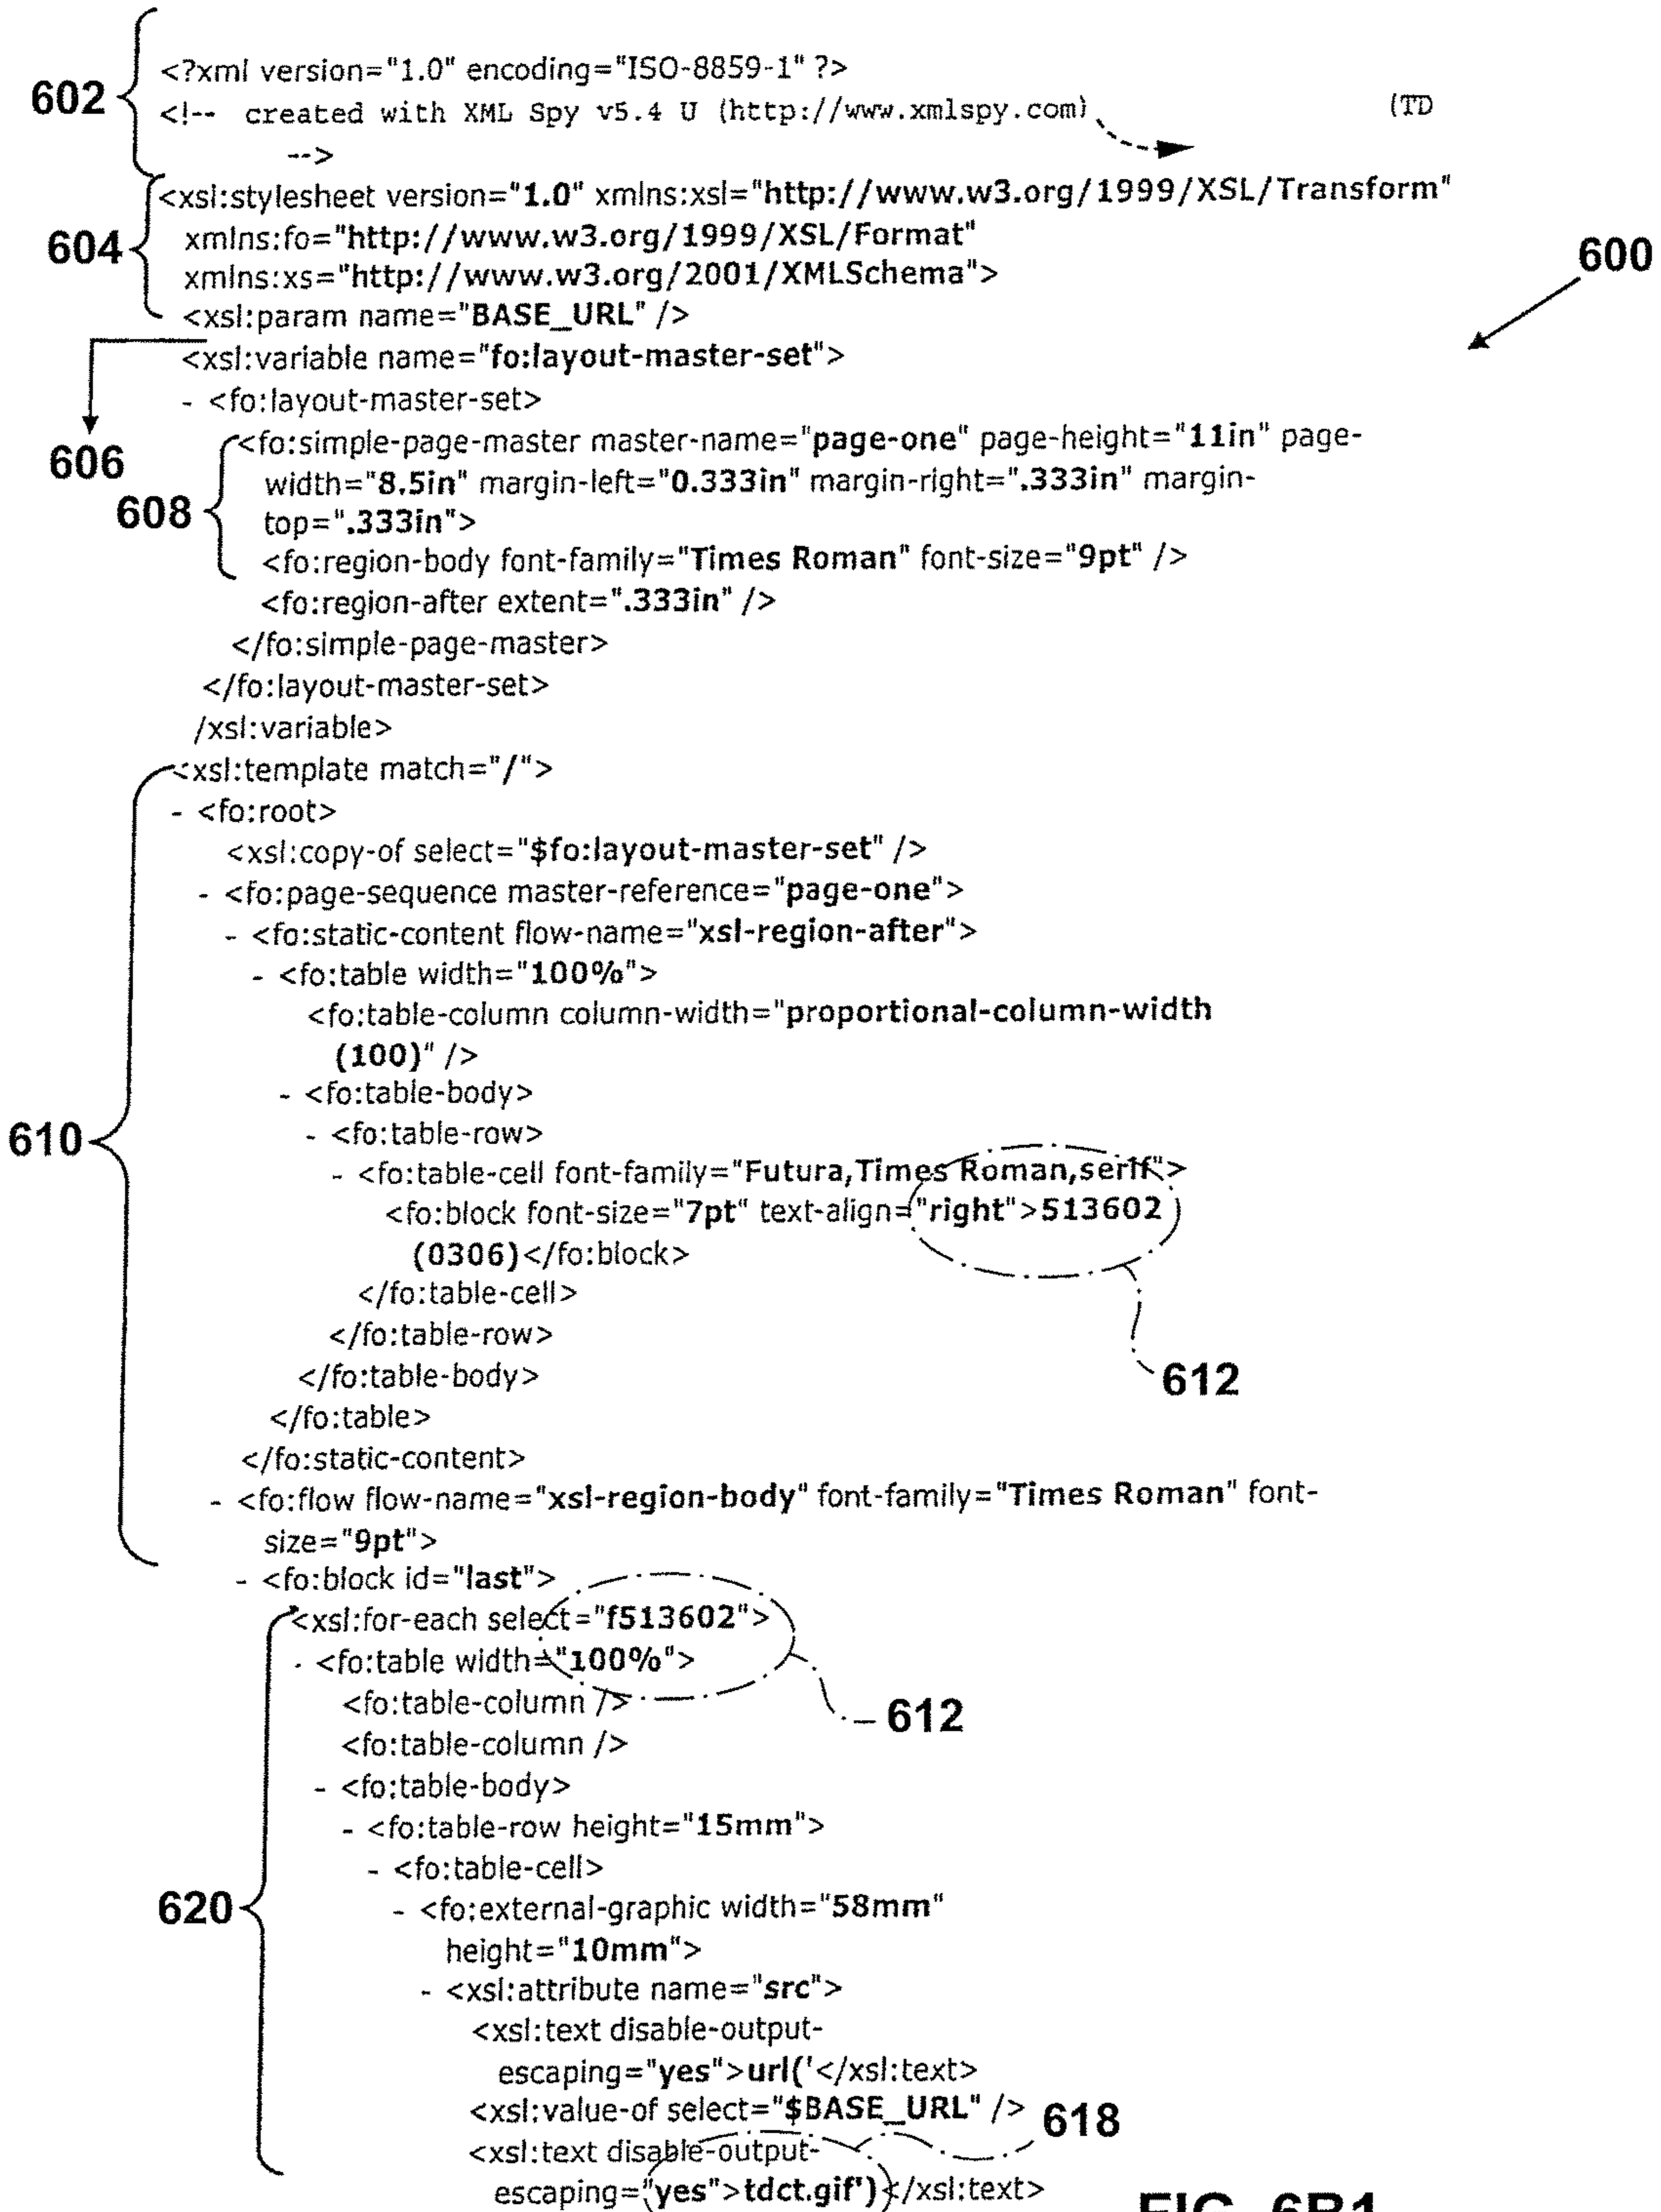 <?xml version="1.0" encoding="ISO-8859-1" ?>
602
<!-- created with XML Spy v5.4 U (http://www.xmlspy.com) (TD
-->
<xsl:stylesheet version="1.0" xmlns:xsl="http://www.w3.org/1999/XSL/Transform"
604
xmlns:fo="http://www.w3.org/1999/XSL/Format"
600
xmlns:xs="http://www.w3.org/2001/XMLSchema">
<xsl:param name="BASE_URL" />
<xsl:variable name="fo:layout-master-set">
- <fo:layout-master-set>
606
<fo:simple-page-master master-name="page-one" page-height="11in" page-
width="8.5in" margin-left="0.333in" margin-right=".333in" margin-
608
top=".333in">
<fo:region-body font-family="Times Roman" font-size="9pt" />
<fo:region-after extent=".333in" />
</fo:simple-page-master>
</fo:layout-master-set>
/xsl:variable>
<xsl:template match="/">
- <fo:root>
<xsl:copy-of select="$fo:layout-master-set" />
- <fo:page-sequence master-reference="page-one">
- <fo:static-content flow-name="xsl-region-after">
- <fo:table width="100%">
<fo:table-column column-width="proportional-column-width
(100)" />
- <fo:table-body>
610
- <fo:table-row>
- <fo:table-cell font-family="Futura,Times Roman,serif">
<fo:block font-size="7pt" text-align="right">513602
(0306)</fo:block>
</fo:table-cell>
</fo:table-row>
</fo:table-body>
612
</fo:table>
</fo:static-content>
- <fo:flow flow-name="xsl-region-body" font-family="Times Roman" font-
size="9pt">
- <fo:block id="last">
<xsl:for-each select="f513602">
- <fo:table width="100%">
<fo:table-column />
612
<fo:table-column />
- <fo:table-body>
- <fo:table-row height="15mm">
- <fo:table-cell>
620
- <fo:external-graphic width="58mm"
height="10mm">
- <xsl:attribute name="src">
<xsl:text disable-output-
escaping="yes">url('</xsl:text>
<xsl:value-of select="$BASE_URL" />
618
<xsl:text disable-output-
escaping="yes">tdct.gif')</xsl:text>
FIG. 6B1